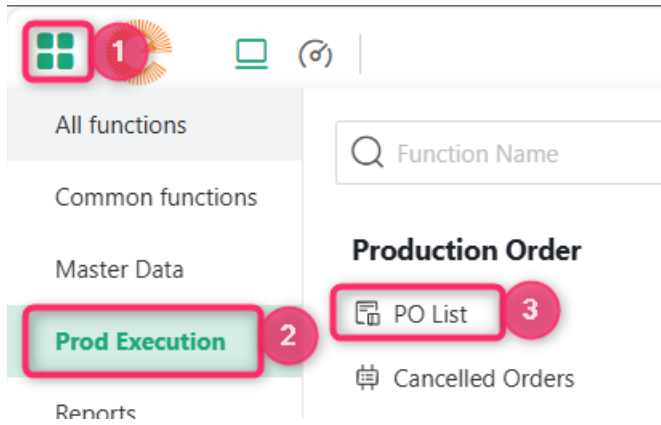 1
All functions
Common functions
Master Data
Prod Execution
2
Reports
Function Name
Production Order
PO List
3
Cancelled Orders